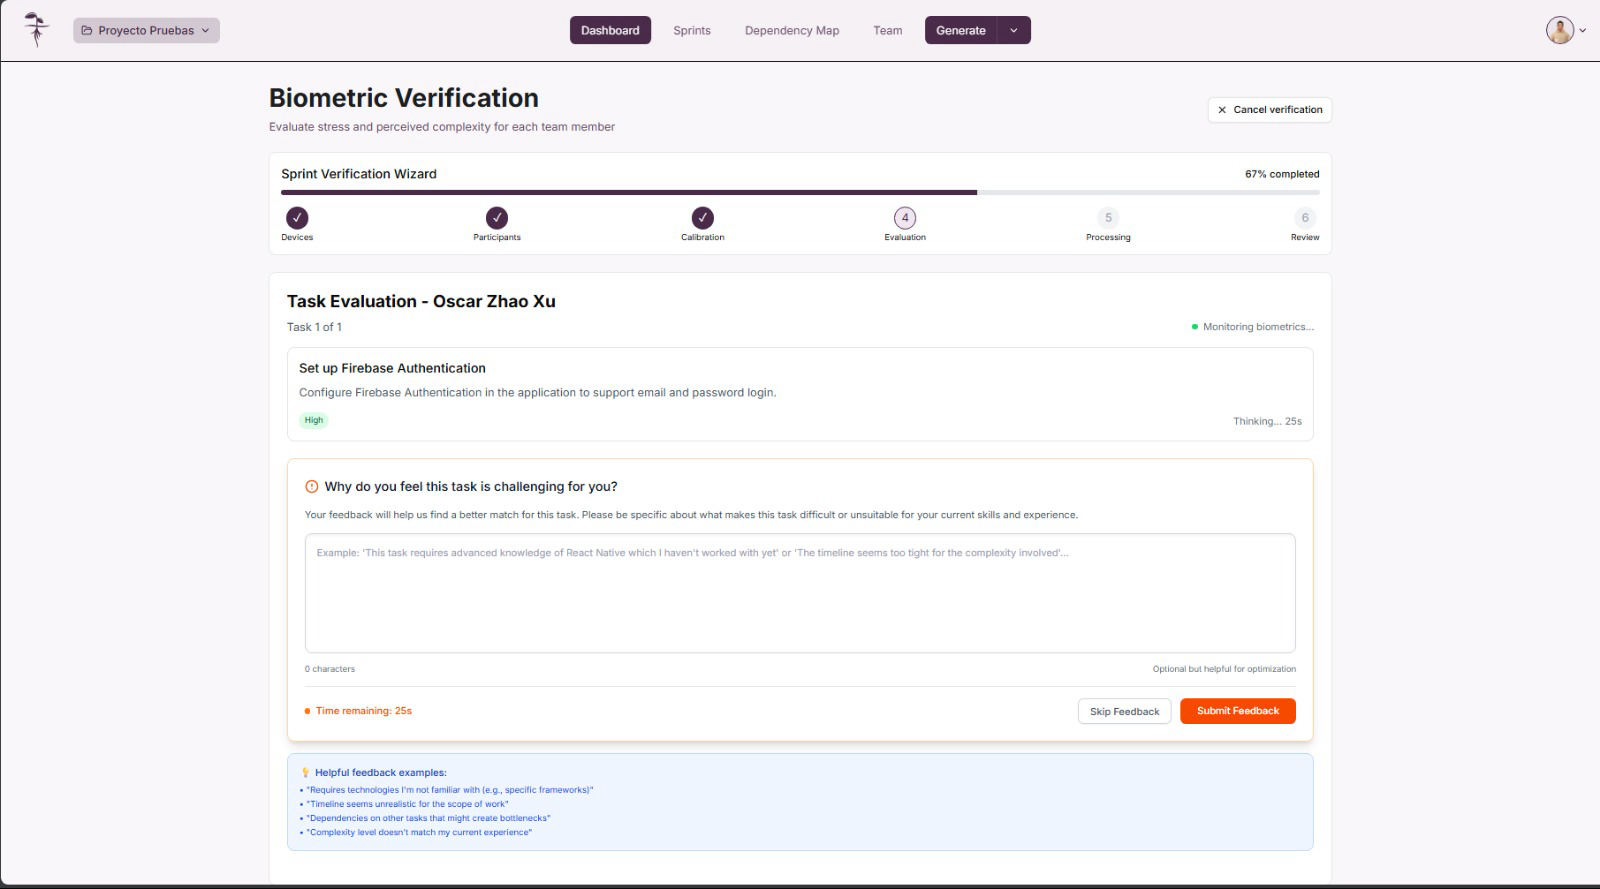 Proyecto Pruebas
Dashboard
Sprints
Dependency Map
Team
Generate
Biometric Verification
Evaluate stress and perceived complexity for each team member
Cancel verification
Sprint Verification Wizard
67% completed
Devices
Participants
Calibration
4
Evaluation
5
Processing
6
Review
Task Evaluation - Oscar Zhao Xu
Task 1 of 1
Monitoring biometrics...
Set up Firebase Authentication
Configure Firebase Authentication in the application to support email and password login.
High
Thinking... 25s
Why do you feel this task is challenging for you?
Your feedback will help us find a better match for this task. Please be specific about what makes this task difficult or unsuitable for your current skills and experience.
Example: 'This task requires advanced knowledge of React Native which I haven't worked with yet' or 'The timeline seems too tight for the complexity involved'...
0 characters
Optional but helpful for optimization
Time remaining: 25s
Skip Feedback
Submit Feedback
Helpful feedback examples:
• "Requires technologies I'm not familiar with (e.g., specific frameworks)"
• "Timeline seems unrealistic for the scope of work"
• "Dependencies on other tasks that might create bottlenecks"
• "Complexity level doesn't match my current experience"